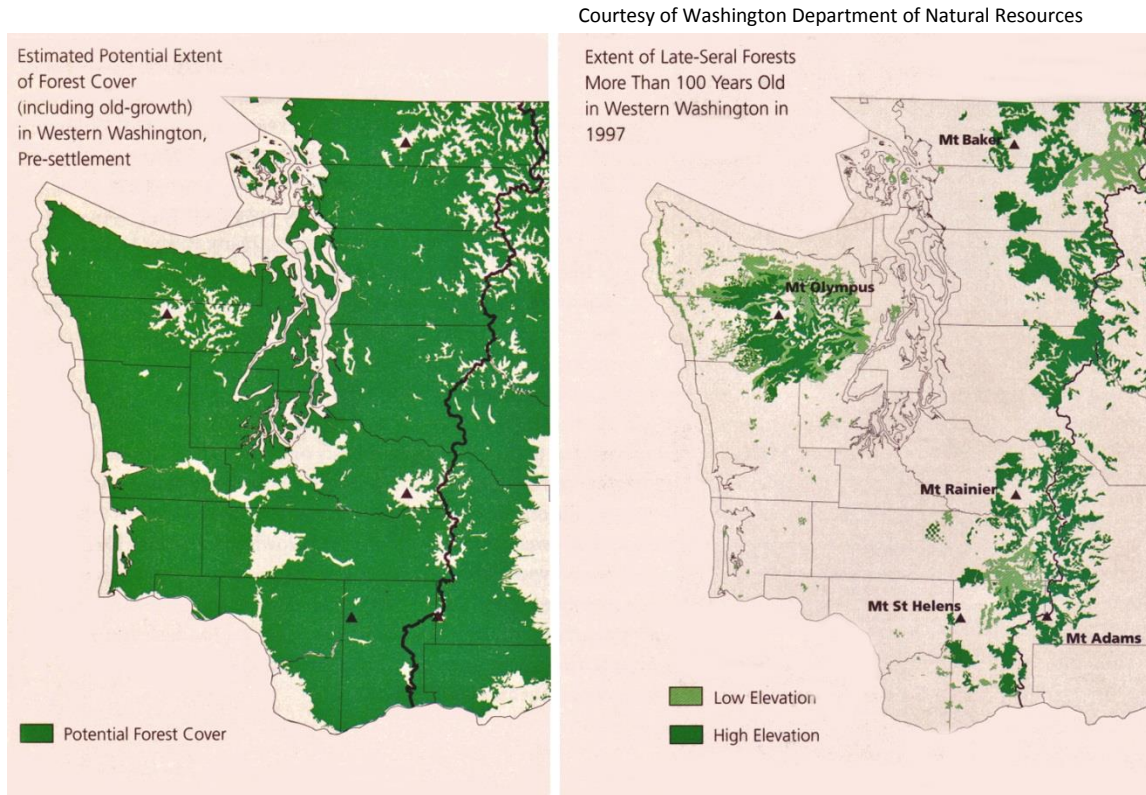 Courtesy of Washington Department of Natural Resources
Estimated Potential Extent
of Forest Cover
(including old-growth)
in Western Washington,
Pre-settlement
Potential Forest Cover
Extent of Late-Seral Forests
More Than 100 Years Old
in Western Washington in
1997
Mt Baker
Mt Olympus
Mt Rainier
Mt St Helens
Mt Adams
Low Elevation
High Elevation